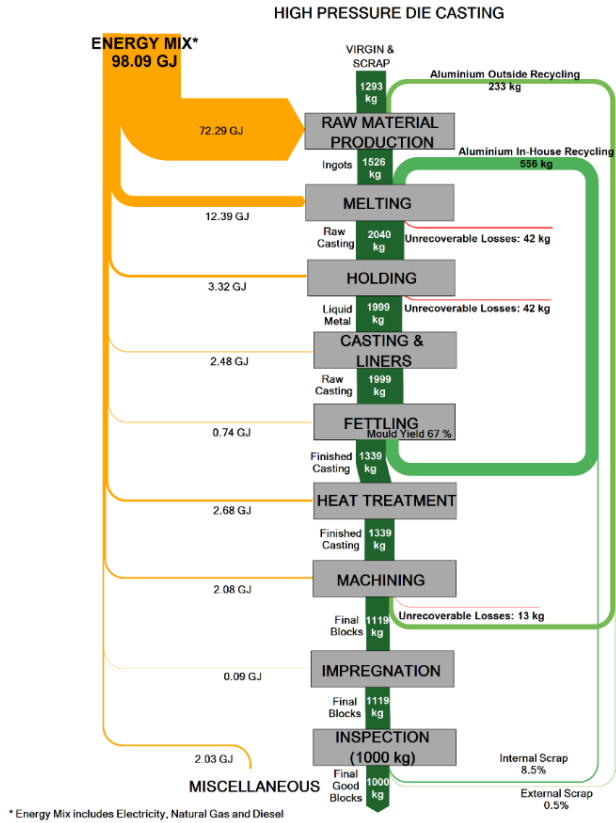 HIGH PRESSURE DIE CASTING
ENERGY MIX*
98.09 GJ
VIRGIN &
SCRAP
1293
kg
Aluminium Outside Recycling
233 kg
72.29 GJ
RAW MATERIAL
PRODUCTION
Ingots
1526
kg
Aluminium In-House Recycling
556 kg
MELTING
12.39 GJ
Raw
Casting
2040
kg
Unrecoverable Losses: 42 kg
HOLDING
3.32 GJ
Liquid
Metal
1999
kg
Unrecoverable Losses: 42 kg
CASTING &
LINERS
2.48 GJ
Raw
Casting
1999
kg
FETTLING
Mould Yield 67 %
0.74 GJ
Finished
Casting
1339
kg
HEAT TREATMENT
2.68 GJ
Finished
Casting
1339
kg
MACHINING
2.08 GJ
Unrecoverable Losses: 13 kg
Final
Blocks
1119
kg
IMPREGNATION
0.09 GJ
Final
Blocks
1119
kg
INSPECTION
(1000 kg)
2.03 GJ
MISCELLANEOUS
Final
Good
Blocks
1000
kg
Internal Scrap
8.5%
External Scrap
0.5%
* Energy Mix includes Electricity, Natural Gas and Diesel